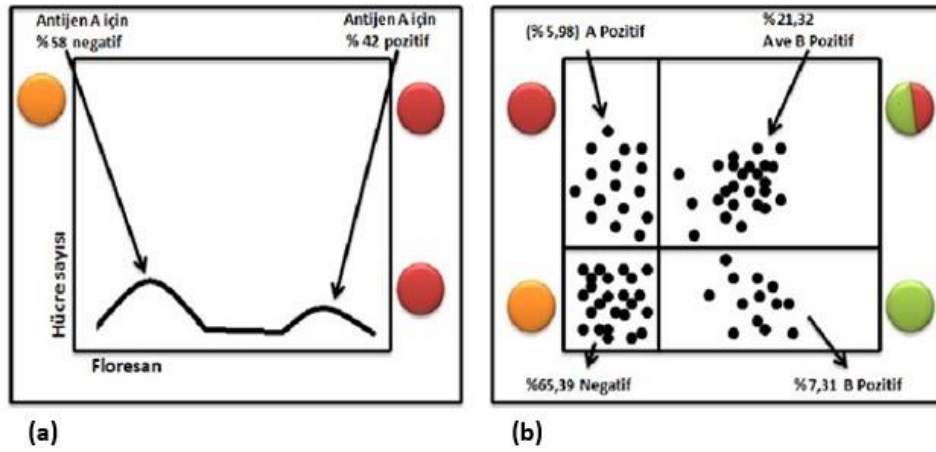 Antijen A için
%58 negatif
Antijen A için
% 42 pozitif
Hücre sayısı
Floresan
(a)
(%5,98) A Pozitif
%21,32
A ve B Pozitif
%65,39 Negatif
%7,31 B Pozitif
(b)